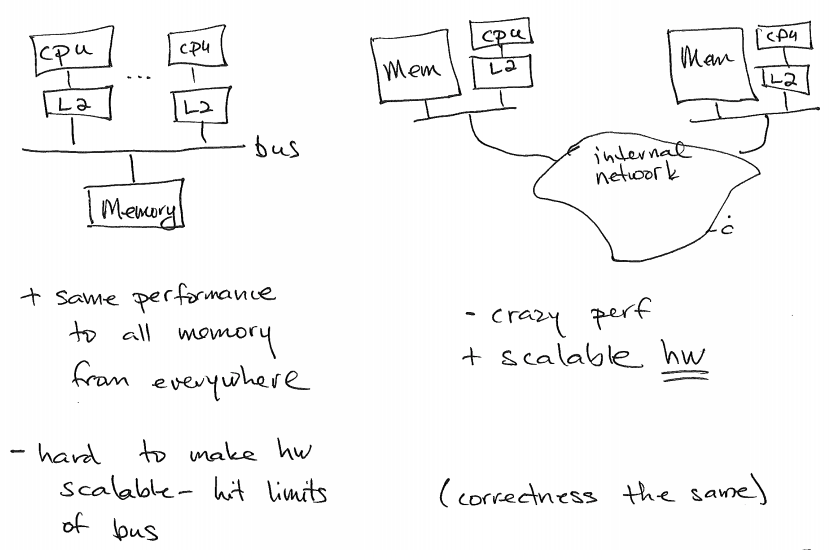 CPU
CPU
L2
...
L2
bus
Memory
Mem
CPU
L2
Mem
CPU
L2
internal
network
+ same performance
to all memory
from everywhere
- hard to make hw
scalable - hit limits
of bus
- crazy perf
+ scalable hw
(correctness the same)